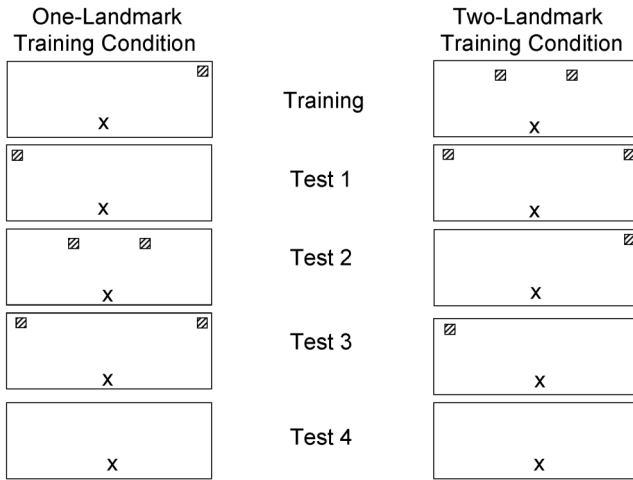 One-Landmark
Training Condition
Two-Landmark
Training Condition
x
Training
x
x
Test 1
x
x
Test 2
x
x
Test 3
x
x
Test 4
x